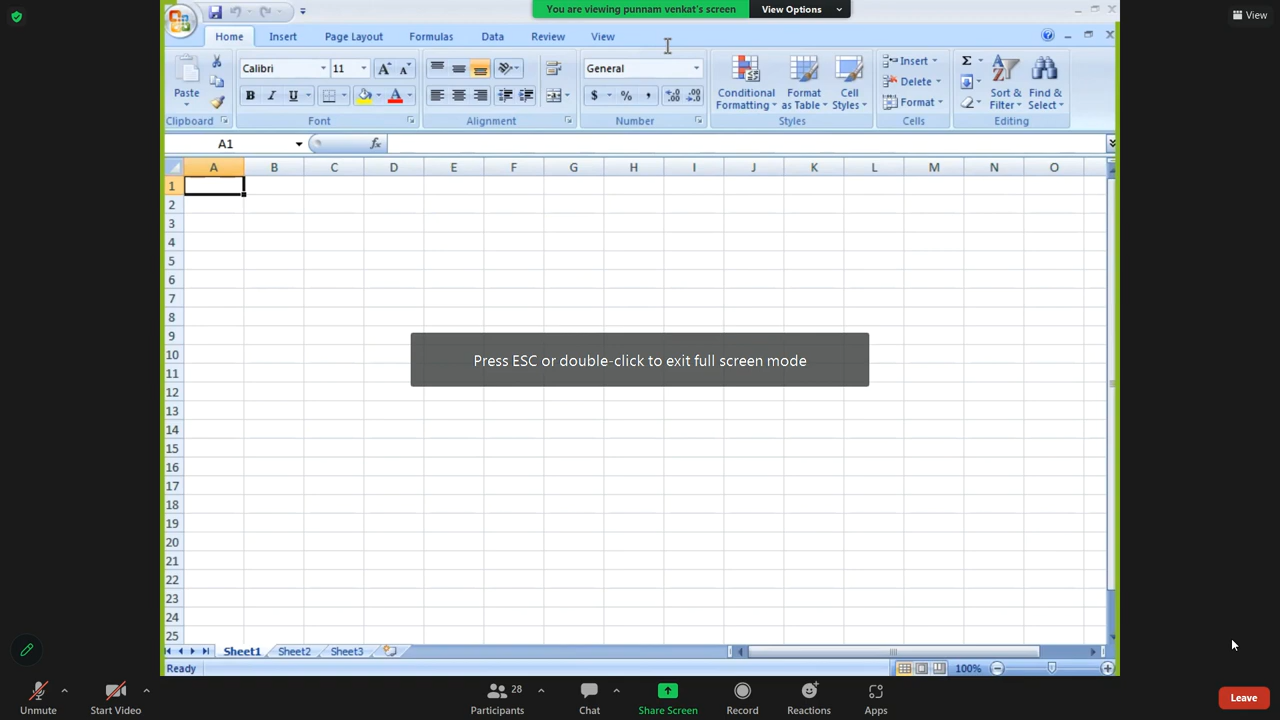 You are viewing punnam venkat's screen View Options
View
Home Insert Page Layout Formulas Data Review View
Calibri 11 General
Paste
B I U $ % ,
Conditional Formatting Format as Table Cell Styles
Insert
Delete
Format
Σ
Sort & Filter Find & Select
Clipboard Font Alignment Number Styles Cells Editing
A1 fx
A B C D E F G H I J K L M N O
1
2
3
4
5
6
7
8
9
Press ESC or double-click to exit full screen mode
10
11
12
13
14
15
16
17
18
19
20
21
22
23
24
25
Sheet1 Sheet2 Sheet3
Ready 100%
28
Unmute Start Video Participants Chat Share Screen Record Reactions Apps Leave